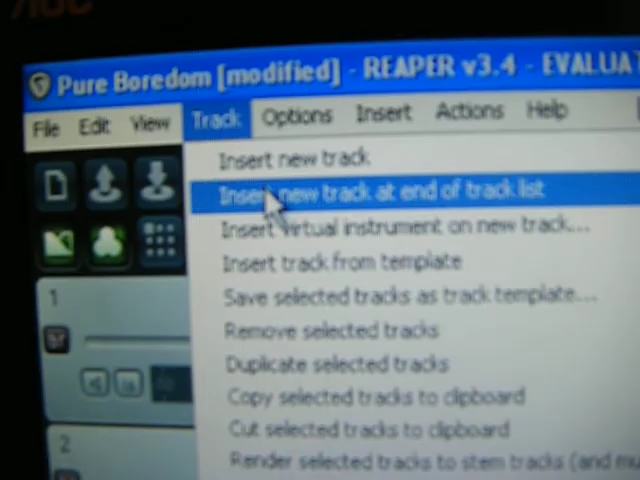 AOC
Pure Boredom [modified] - REAPER v3.4 - EVALUAT
File Edit View Track Options Insert Actions Help
Insert new track
Insert new track at end of track list
Insert virtual instrument on new track...
Insert track from template
Save selected tracks as track template...
Remove selected tracks
Duplicate selected tracks
Copy selected tracks to clipboard
Cut selected tracks to clipboard
Render selected tracks to stem tracks (and mu
1
2